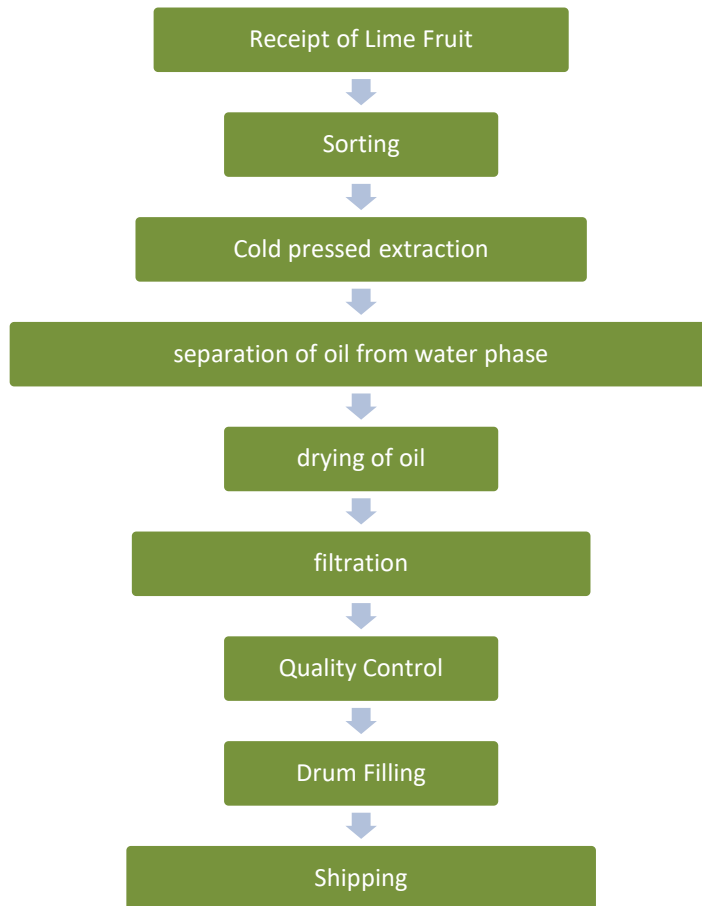 Receipt of Lime Fruit
Sorting
Cold pressed extraction
separation of oil from water phase
drying of oil
filtration
Quality Control
Drum Filling
Shipping